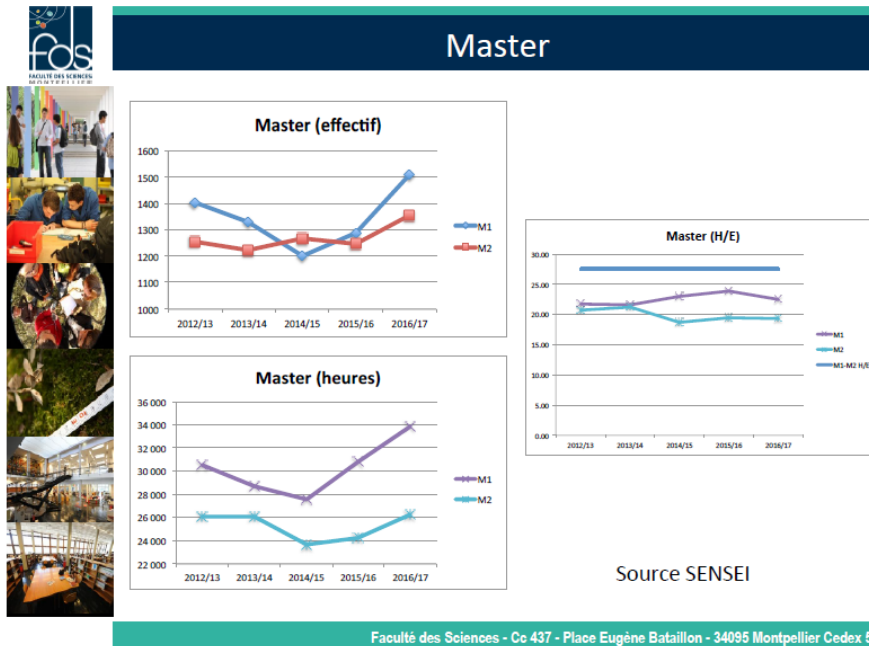 fds
FACULTÉ DES SCIENCES
MONTPELLIER
Master
Master (effectif)
1600
1500
1400
1300
1200
1100
1000
2012/13 2013/14 2014/15 2015/16 2016/17
M1
M2
Master (heures)
36 000
34 000
32 000
30 000
28 000
26 000
24 000
22 000
2012/13 2013/14 2014/15 2015/16 2016/17
M1
M2
Master (H/E)
30.00
25.00
20.00
15.00
10.00
5.00
0.00
2012/13 2013/14 2014/15 2015/16 2016/17
M1
M2
M1-M2 H/E
Source SENSEI
Faculté des Sciences - Cc 437 - Place Eugène Bataillon - 34095 Montpellier Cedex 5